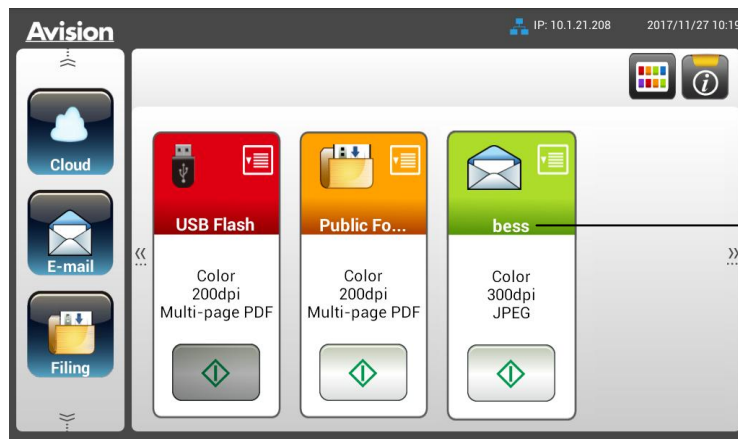 Avision
IP: 10.1.21.208
2017/11/27 10:19
Cloud
E-mail
Filing
USB Flash
Color
200dpi
Multi-page PDF
Public Fo...
Color
200dpi
Multi-page PDF
bess
Color
300dpi
JPEG